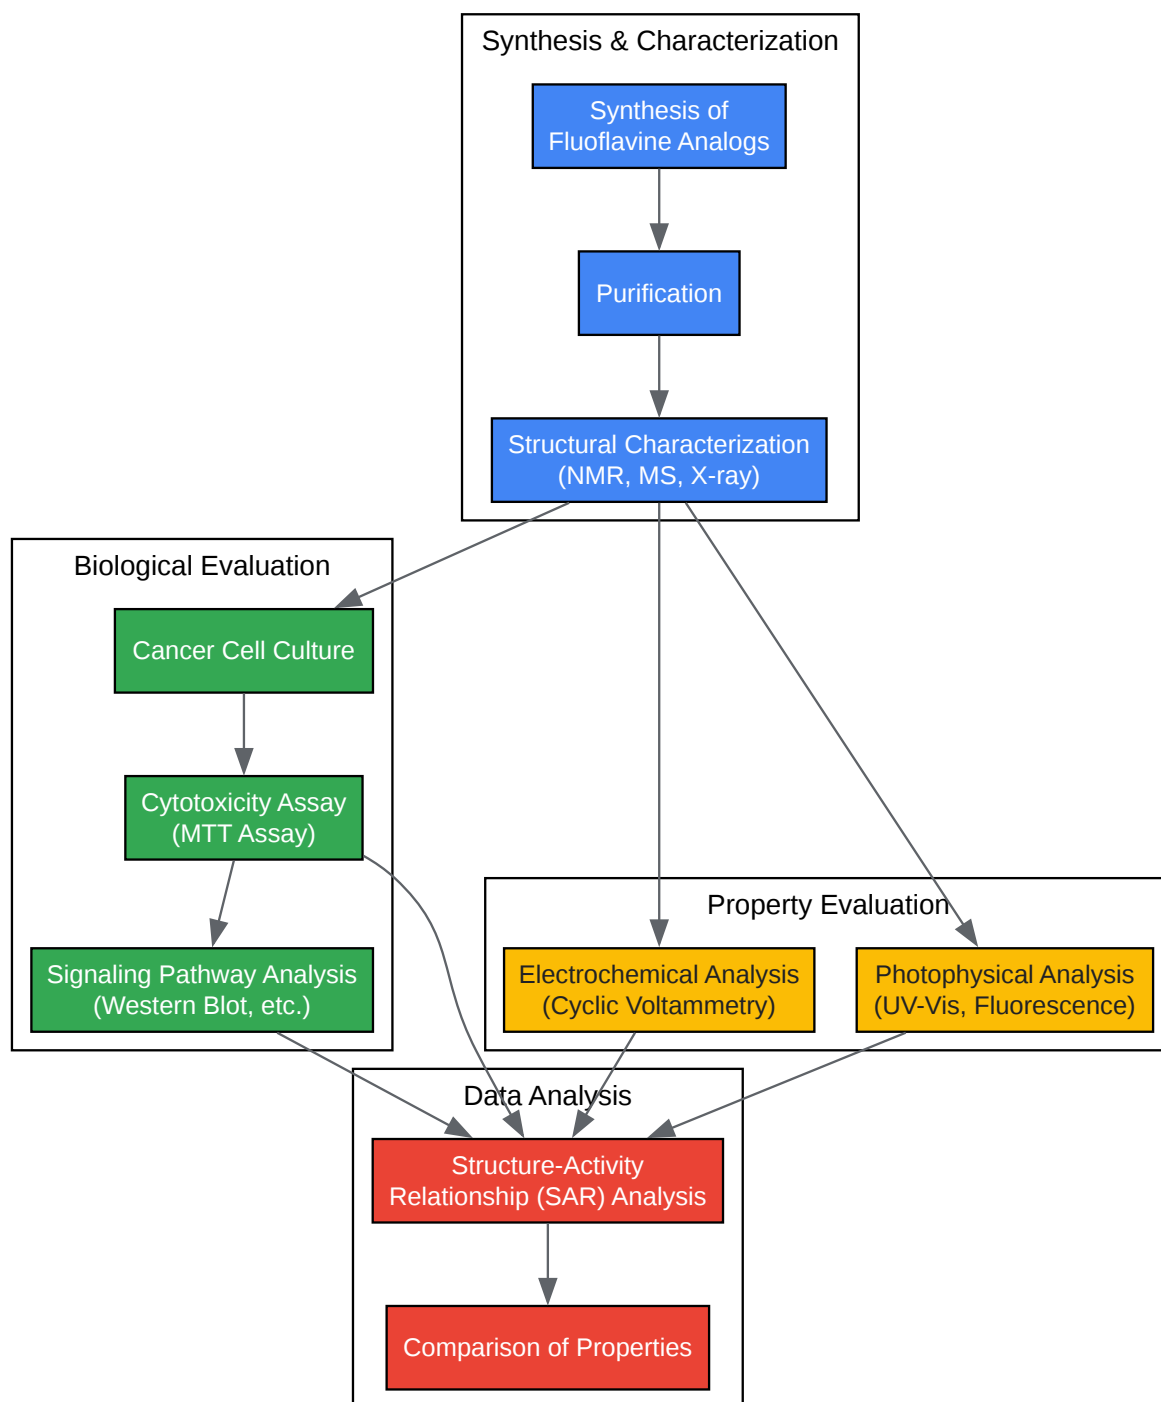 Synthesis & Characterization
Synthesis of
Fluoflavine Analogs
Purification
Structural Characterization
(NMR, MS, X-ray)
Biological Evaluation
Cancer Cell Culture
Cytotoxicity Assay
(MTT Assay)
Signaling Pathway Analysis
(Western Blot, etc.)
Property Evaluation
Electrochemical Analysis
(Cyclic Voltammetry)
Photophysical Analysis
(UV-Vis, Fluorescence)
Data Analysis
Structure-Activity
Relationship (SAR) Analysis
Comparison of Properties